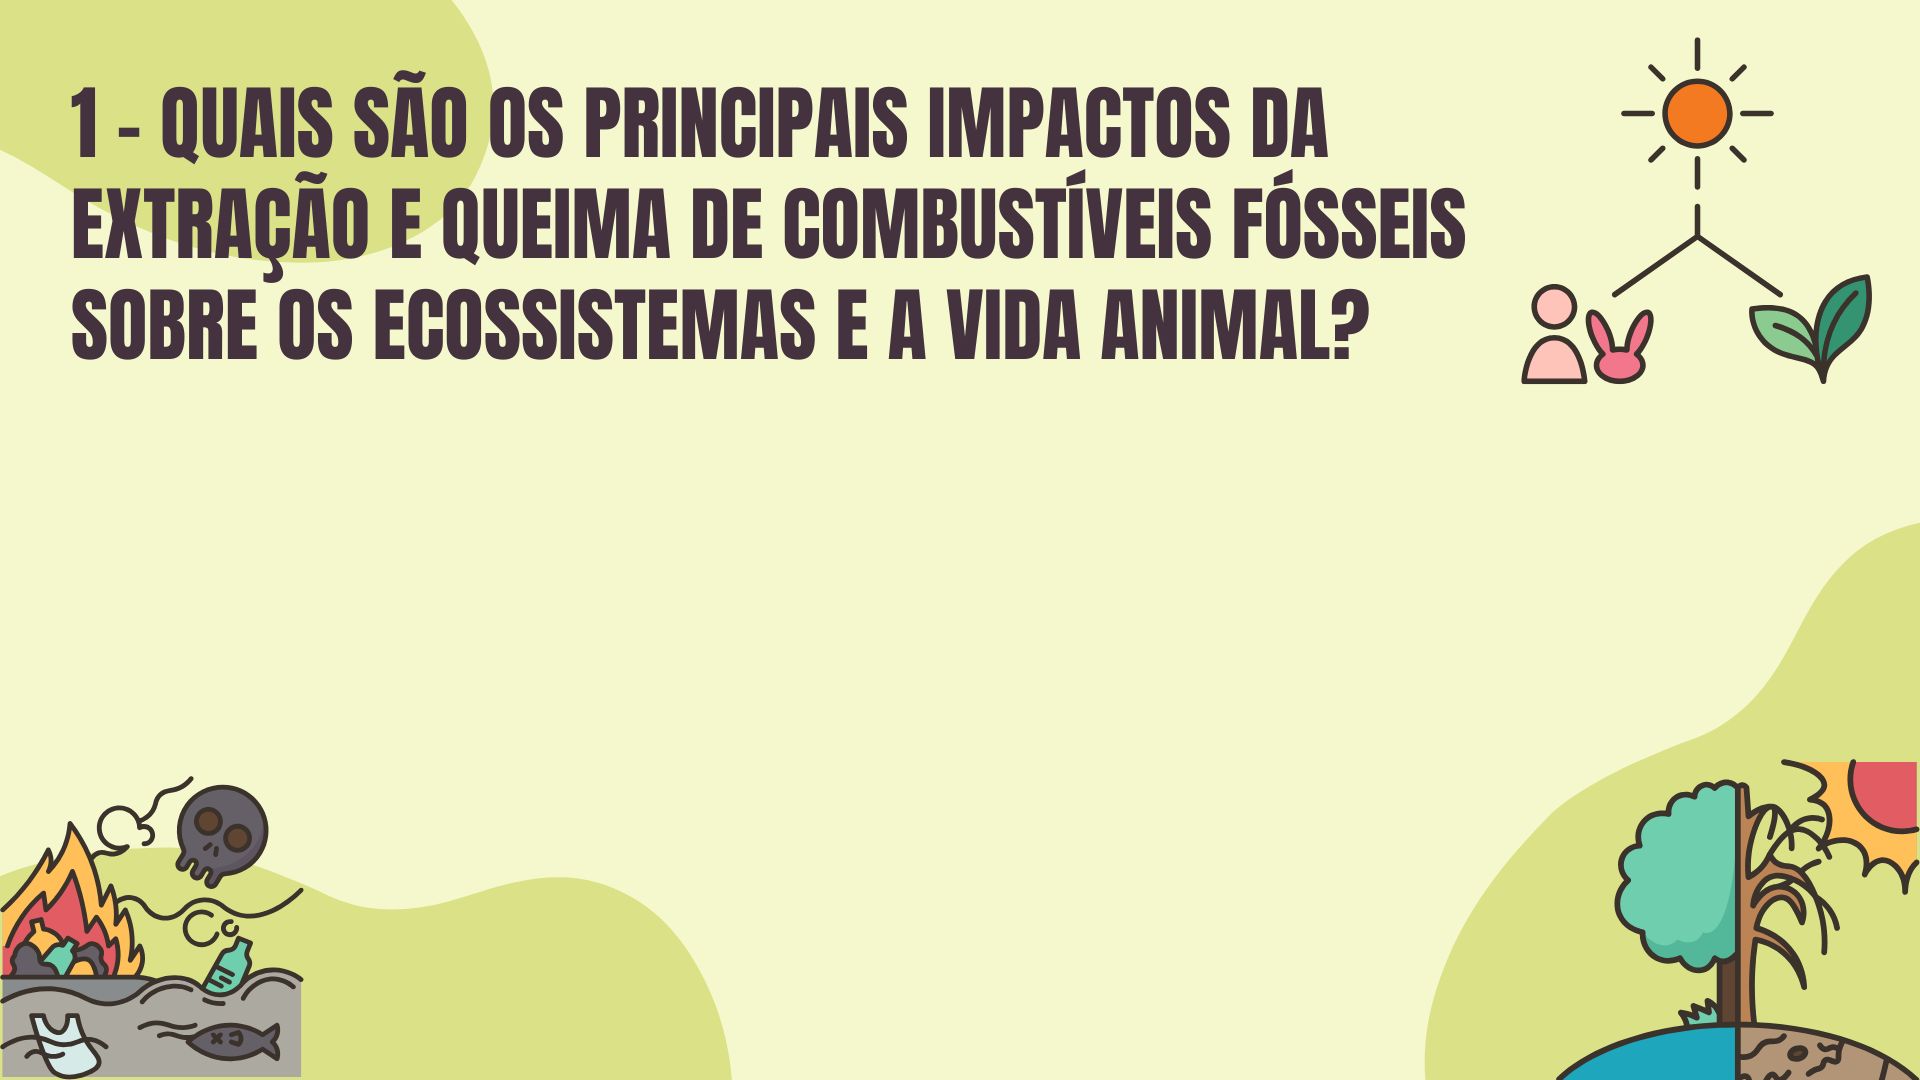 1 - QUAIS SÃO OS PRINCIPAIS IMPACTOS DA
EXTRAÇÃO E QUEIMA DE COMBUSTÍVEIS FÓSSEIS
SOBRE OS ECOSSISTEMAS E A VIDA ANIMAL?